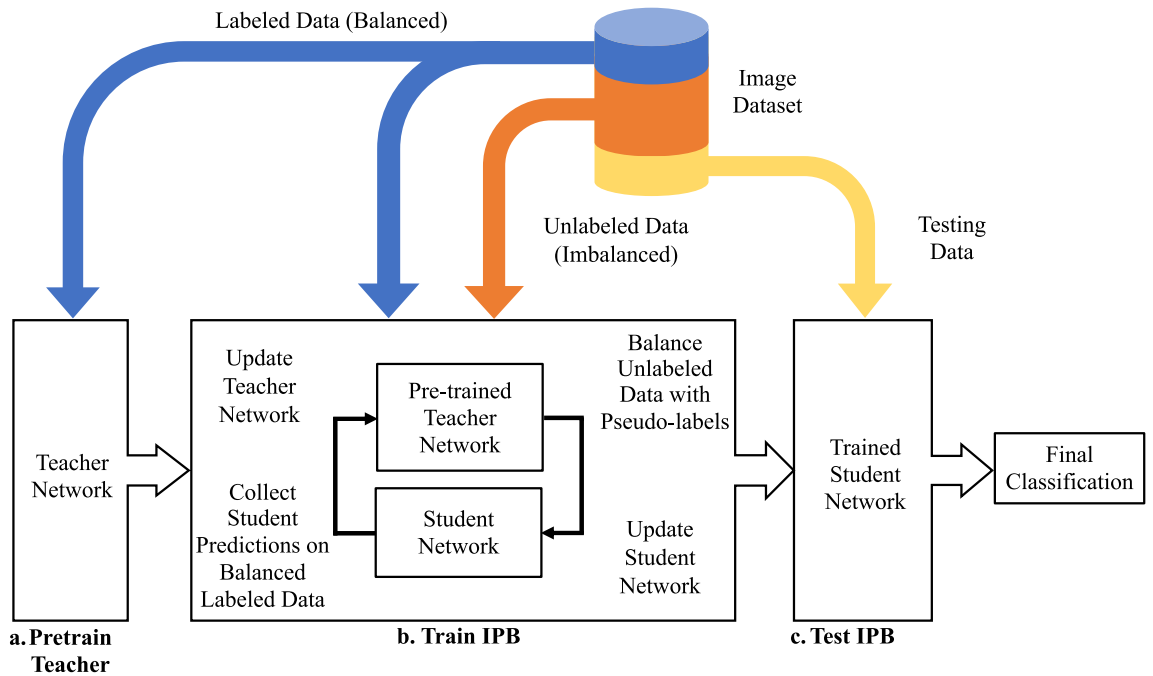 Labeled Data (Balanced)
Image
Dataset
Unlabeled Data
(Imbalanced)
Testing
Data
Teacher
Network
Update
Teacher
Network
Pre-trained
Teacher
Network
Balance
Unlabeled
Data with
Pseudo-labels
Collect
Student
Predictions on
Balanced
Labeled Data
Student
Network
Update
Student
Network
Trained
Student
Network
Final
Classification
a. Pretrain
Teacher
b. Train IPB
c. Test IPB